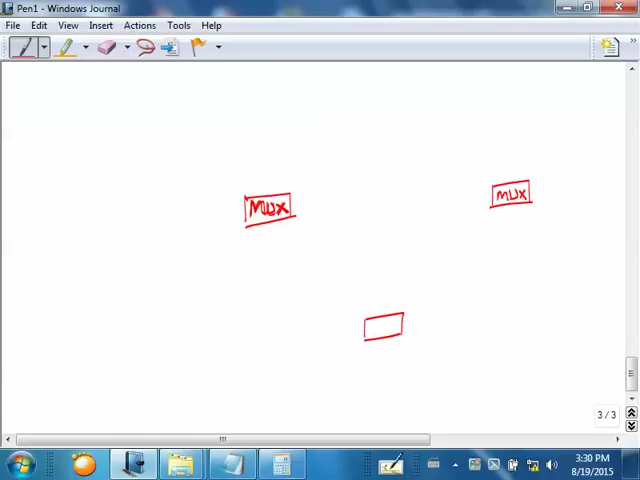 Pen1 - Windows Journal
File Edit View Insert Actions Tools Help
MUX
MUX
3 / 3
3:30 PM
8/19/2015